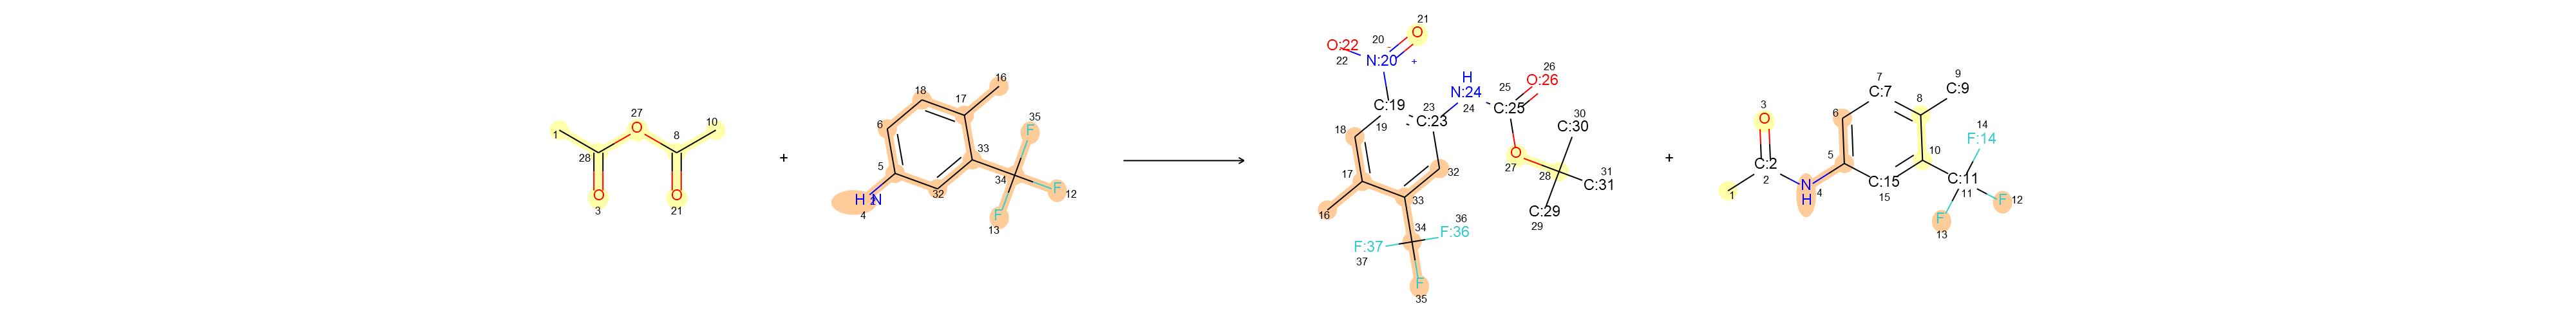 O 27
1 28 8 10
O 3 O 21
+
18 17 16
6 5 33 32
H 2 N 4
F 35
34 F 12
F 13
O:22 22 N:20 20 - + O 21
C:19 19 18 17 16
C:23 23 H N:24 24
C:25 25 O:26 26
O 27 28 C:30 30
C:31 31
C:29 29
32 33 34
F:37 37 F:36 36
F 35
+
O 3 C:2 2 1
N H 4
5 6 C:7 7 8 C:9 9
10 C:11 11 C:15 15
F:14 14
F 12
F 13